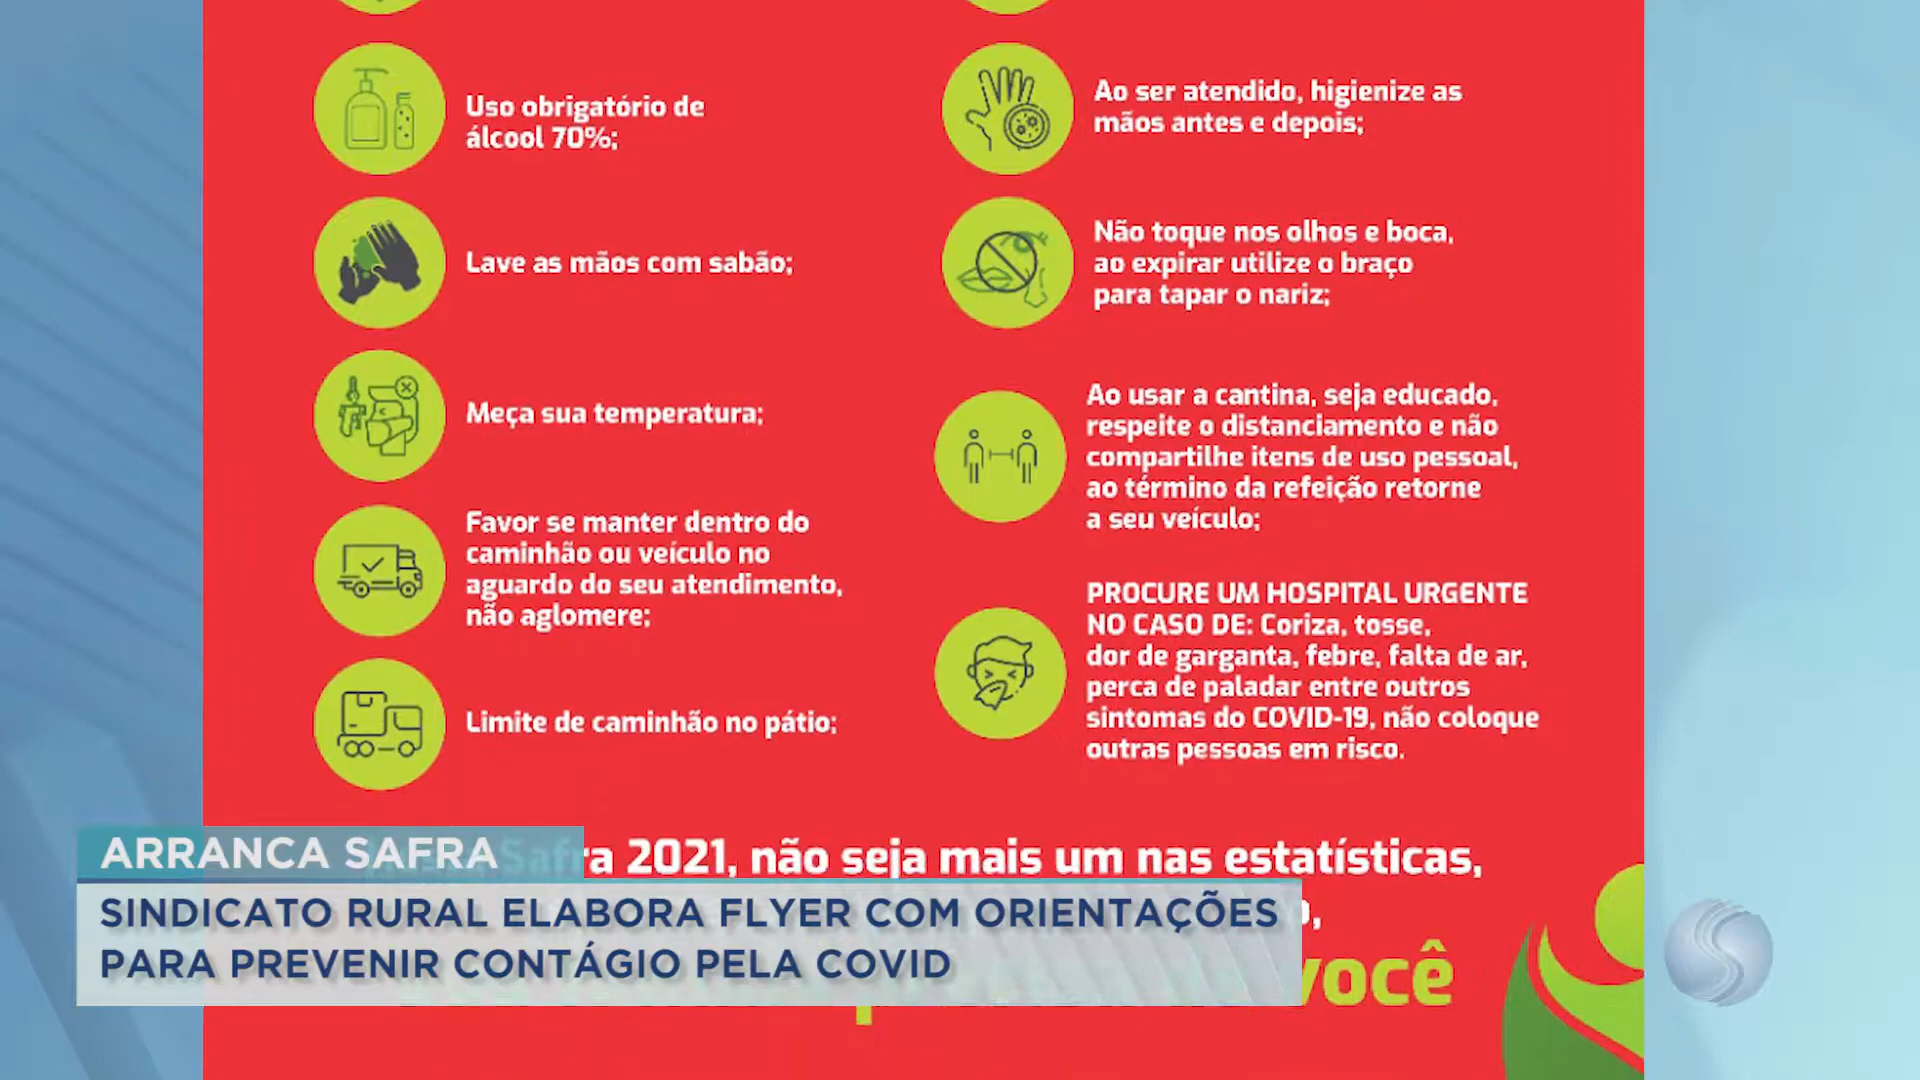 Uso obrigatório de
álcool 70%;
Lave as mãos com sabão;
Meça sua temperatura;
Favor se manter dentro do
caminhão ou veículo no
aguardo do seu atendimento,
não aglomere;
Limite de caminhão no pátio;
Ao ser atendido, higienize as
mãos antes e depois;
Não toque nos olhos e boca,
ao expirar utilize o braço
para tapar o nariz;
Ao usar a cantina, seja educado,
respeite o distanciamento e não
compartilhe itens de uso pessoal,
ao término da refeição retorne
a seu veículo;
PROCURE UM HOSPITAL URGENTE
NO CASO DE: Coriza, tosse,
dor de garganta, febre, falta de ar,
perca de paladar entre outros
sintomas do COVID-19, não coloque
outras pessoas em risco.
Safra 2021, não seja mais um nas estatísticas,
você
ARRANCA SAFRA
SINDICATO RURAL ELABORA FLYER COM ORIENTAÇÕES
PARA PREVENIR CONTÁGIO PELA COVID